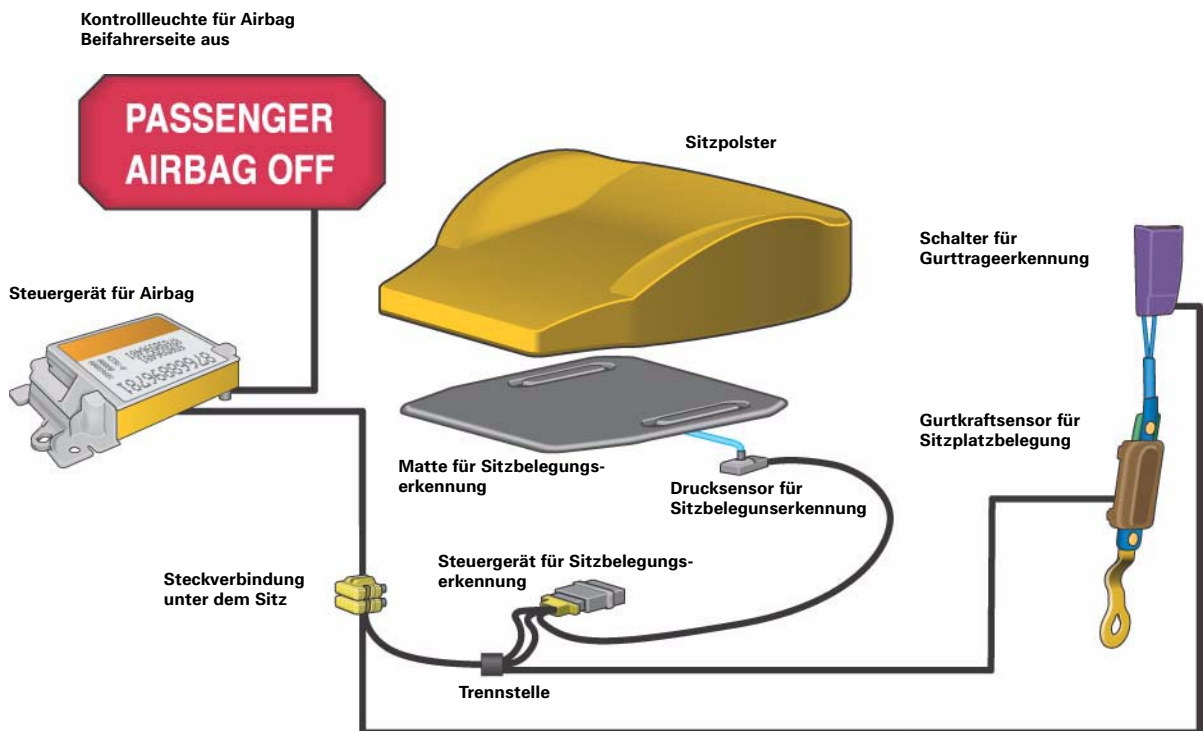 Kontrollleuchte für Airbag
Beifahrerseite aus
PASSENGER
AIRBAG OFF
Sitzpolster
Schalter für
Gurttrageerkennung
Steuergerät für Airbag
Gurtkraftsensor für
Sitzplatzbelegung
Matte für Sitzbelegungs-
erkennung
Drucksensor für
Sitzbelegunserkennung
Steuergerät für Sitzbelegungs-
erkennung
Steckverbindung
unter dem Sitz
Trennstelle